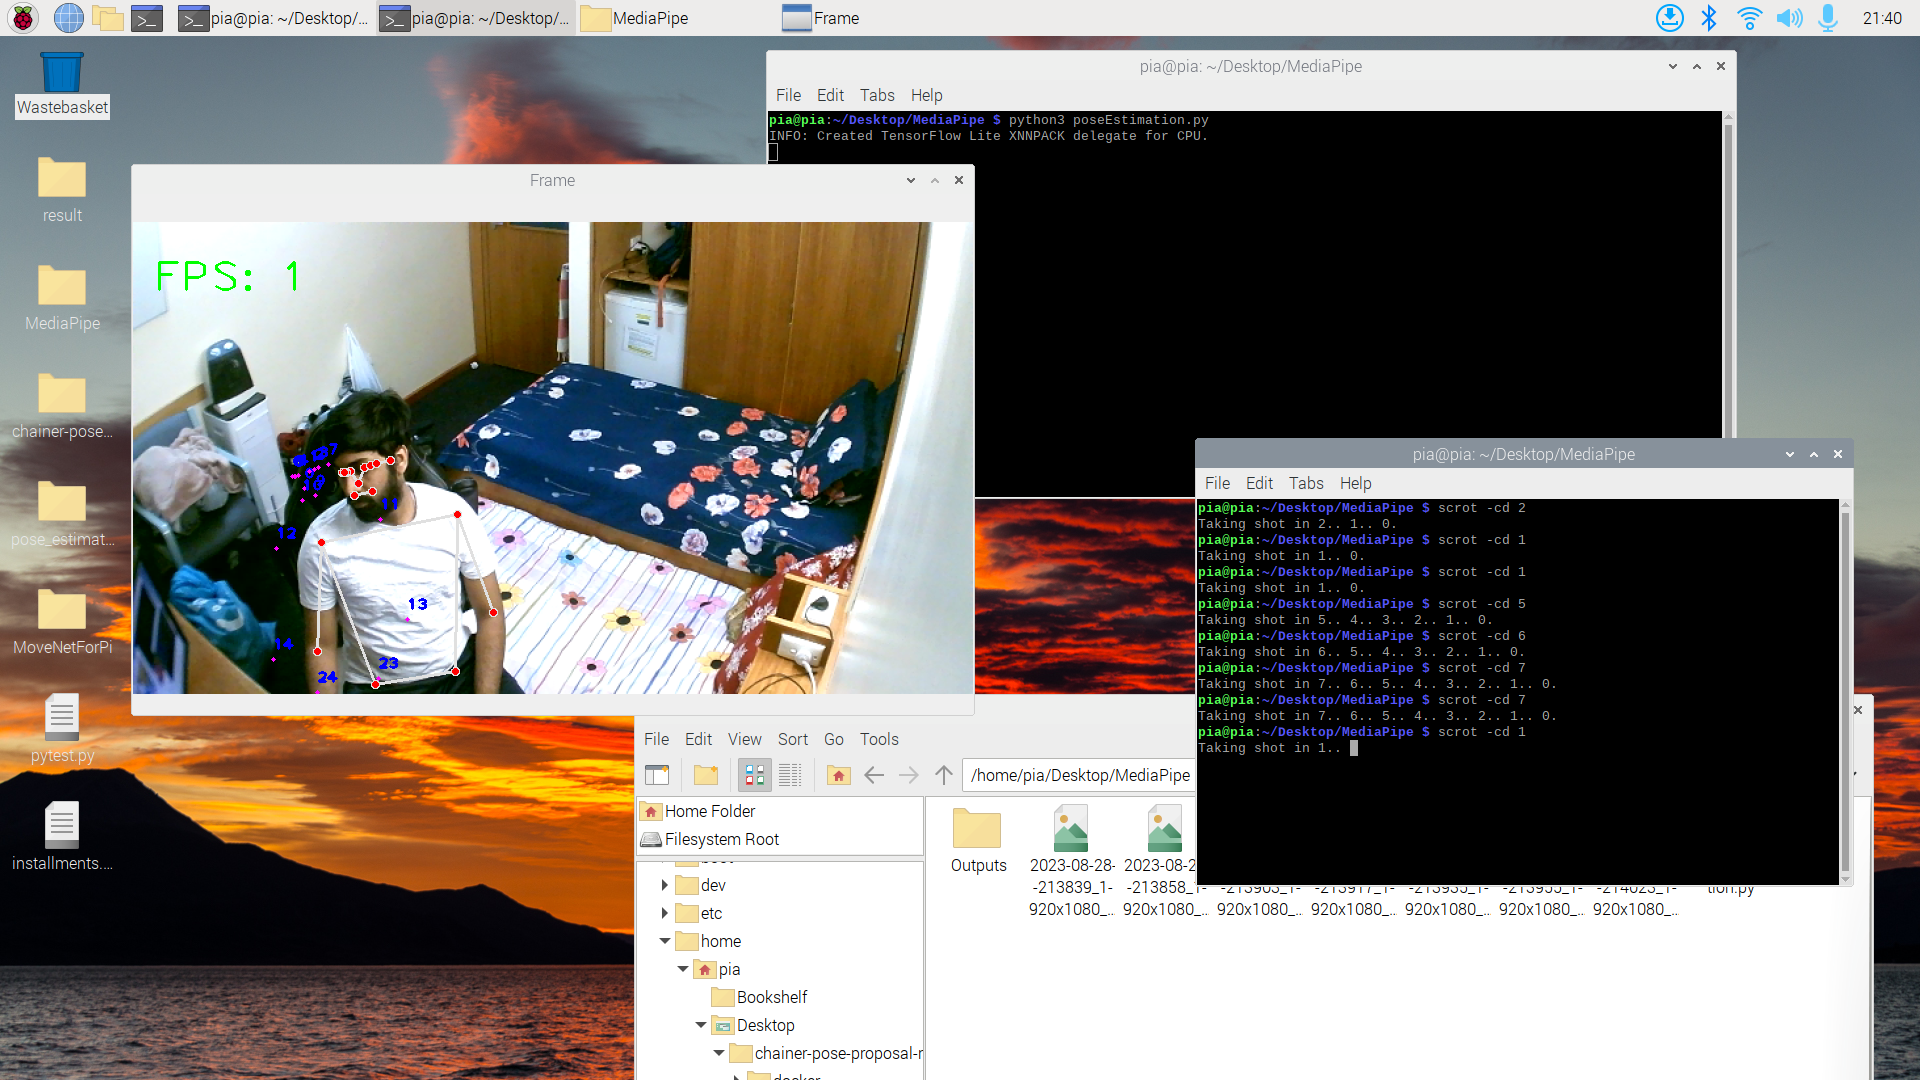 pia@pia: ~/Desktop/...
pia@pia: ~/Desktop/...
MediaPipe
Frame
21:40
Wastebasket
result
MediaPipe
chainer-pose...
pose_estimat...
MoveNetForPi
pytest.py
installments....
pia@pia: ~/Desktop/MediaPipe
File Edit Tabs Help
pia@pia:~/Desktop/MediaPipe $ python3 poseEstimation.py
INFO: Created TensorFlow Lite XNNPACK delegate for CPU.
Frame
FPS: 1
11
12
13
14
23
24
pia@pia: ~/Desktop/MediaPipe
File Edit Tabs Help
pia@pia:~/Desktop/MediaPipe $ scrot -cd 2
Taking shot in 2.. 1.. 0.
pia@pia:~/Desktop/MediaPipe $ scrot -cd 1
Taking shot in 1.. 0.
pia@pia:~/Desktop/MediaPipe $ scrot -cd 1
Taking shot in 1.. 0.
pia@pia:~/Desktop/MediaPipe $ scrot -cd 5
Taking shot in 5.. 4.. 3.. 2.. 1.. 0.
pia@pia:~/Desktop/MediaPipe $ scrot -cd 6
Taking shot in 6.. 5.. 4.. 3.. 2.. 1.. 0.
pia@pia:~/Desktop/MediaPipe $ scrot -cd 7
Taking shot in 7.. 6.. 5.. 4.. 3.. 2.. 1.. 0.
pia@pia:~/Desktop/MediaPipe $ scrot -cd 7
Taking shot in 7.. 6.. 5.. 4.. 3.. 2.. 1.. 0.
pia@pia:~/Desktop/MediaPipe $ scrot -cd 1
Taking shot in 1..
File Edit View Sort Go Tools
/home/pia/Desktop/MediaPipe
Home Folder
Filesystem Root
dev
etc
home
pia
Bookshelf
Desktop
chainer-pose-proposal-r
Outputs
2023-08-28-
-213839_1-
920x1080_...
2023-08-2
-213858_1-
920x1080_...
920x1080_...
920x1080_...
920x1080_...
920x1080_...
920x1080_...
tion.py